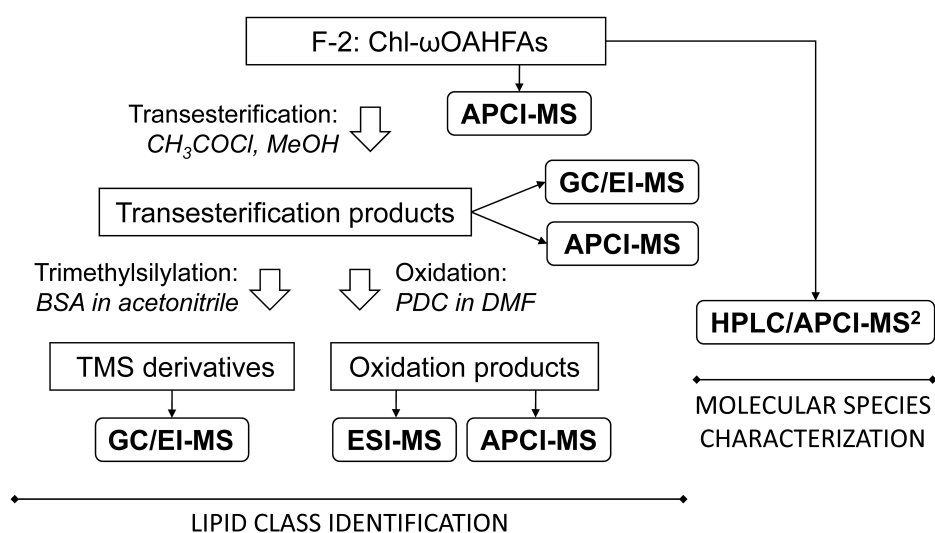 F-2: Chl-ωOAHFAs
APCI-MS
Transesterification:
CH₃COCl, MeOH
GC/EI-MS
Transesterification products
APCI-MS
Trimethylsilylation:
BSA in acetonitrile
Oxidation:
PDC in DMF
HPLC/APCI-MS²
TMS derivatives
Oxidation products
MOLECULAR SPECIES
CHARACTERIZATION
GC/EI-MS
ESI-MS
APCI-MS
LIPID CLASS IDENTIFICATION